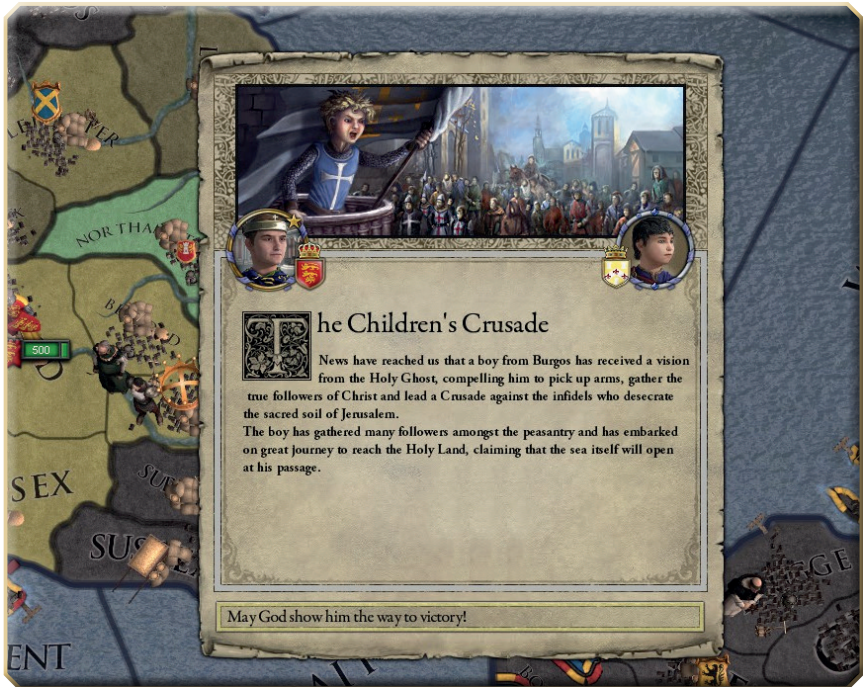 The Children's Crusade
News have reached us that a boy from Burgos has received a vision
from the Holy Ghost, compelling him to pick up arms, gather the
true followers of Christ and lead a Crusade against the infidels who desecrate
the sacred soil of Jerusalem.
The boy has gathered many followers amongst the peasantry and has embarked
on great journey to reach the Holy Land, claiming that the sea itself will open
at his passage.
May God show him the way to victory!
NORTHA
500
SEX
SU
SUS
GE
ENT